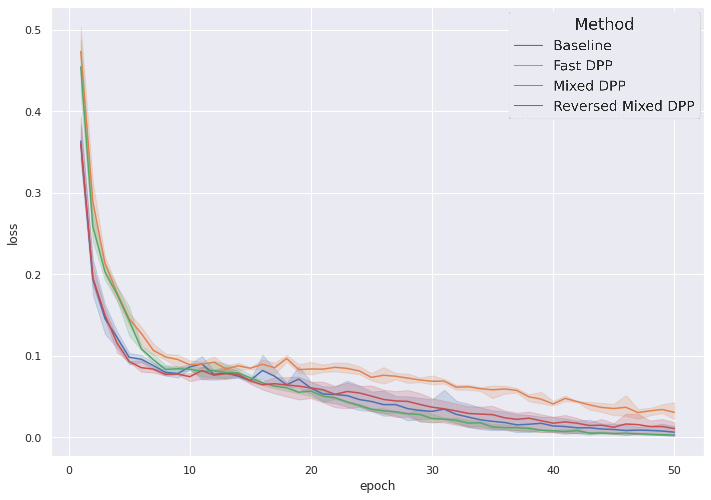 Method
Baseline
Fast DPP
Mixed DPP
Reversed Mixed DPP
0.5
0.4
0.3
0.2
0.1
0.0
loss
0 10 20 30 40 50
epoch